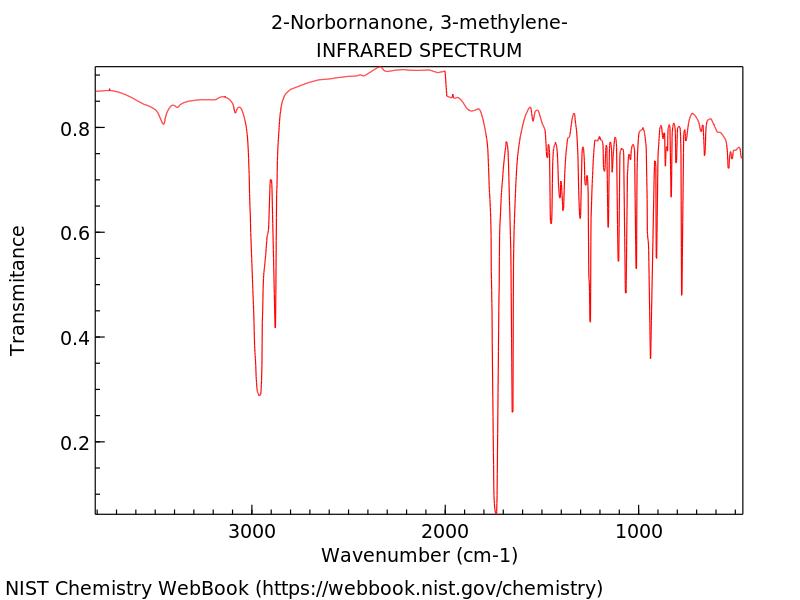 2-Norbornanone, 3-methylene-
INFRARED SPECTRUM
0.8
0.6
0.4
0.2
Transmitance
3000 2000 1000
Wavenumber (cm-1)
NIST Chemistry WebBook (https://webbook.nist.gov/chemistry)